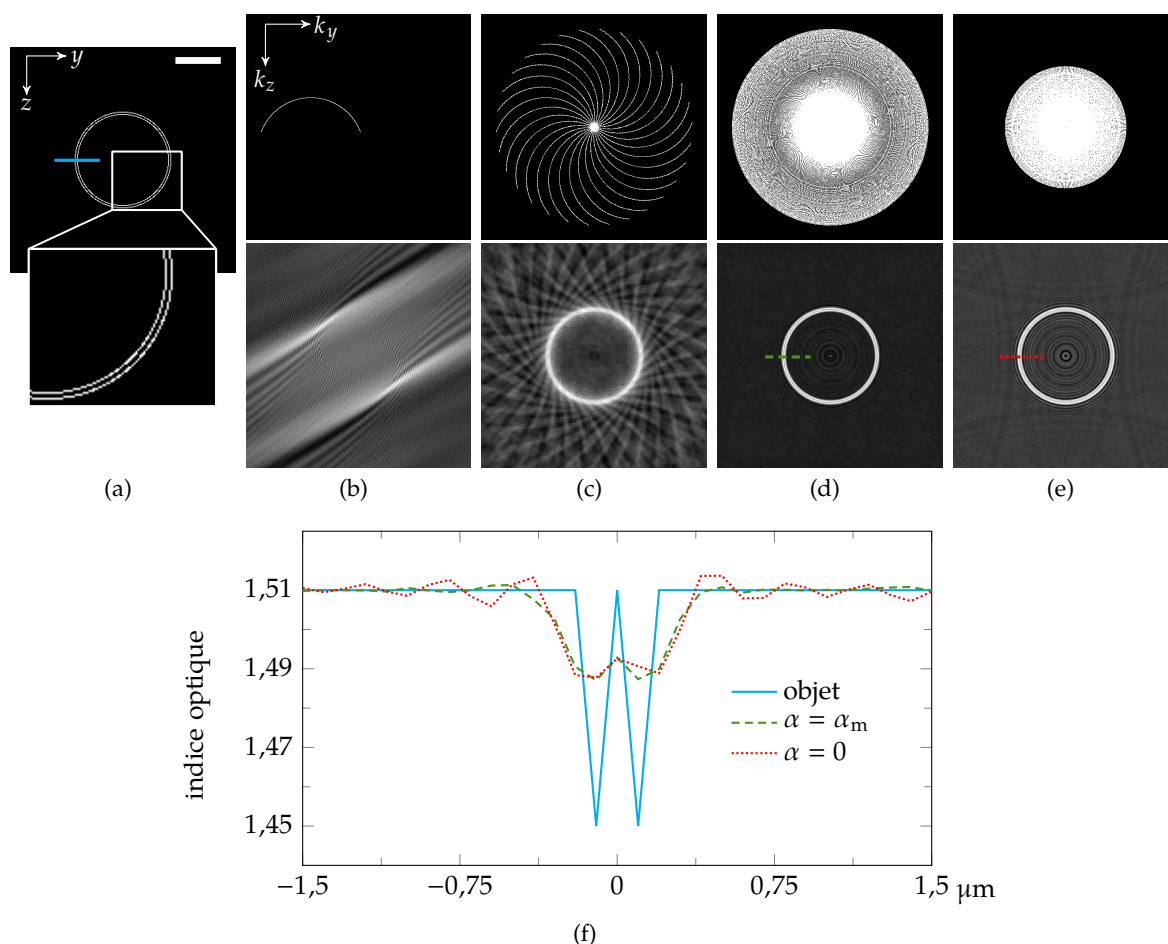 y
z
k_y
k_z
(a)
(b)
(c)
(d)
(e)
indice optique
1,51
1,49
1,47
1,45
objet
α = α_m
α = 0
−1,5
−0,75
0
0,75
1,5
μm
(f)